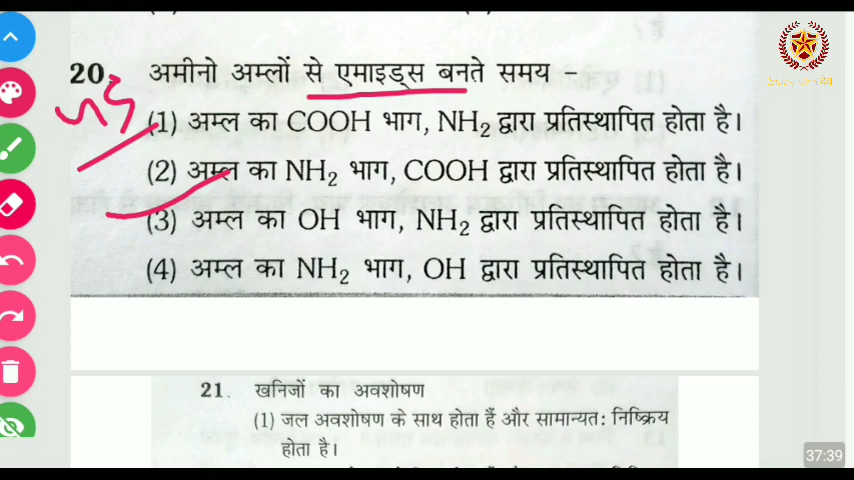 20. अमीनो अम्लों से एमाइड्स बनते समय –
(1) अम्ल का COOH भाग, NH₂ द्वारा प्रतिस्थापित होता है।
(2) अम्ल का NH₂ भाग, COOH द्वारा प्रतिस्थापित होता है।
(3) अम्ल का OH भाग, NH₂ द्वारा प्रतिस्थापित होता है।
(4) अम्ल का NH₂ भाग, OH द्वारा प्रतिस्थापित होता है।
21. खनिजों का अवशोषण
(1) जल अवशोषण के साथ होता हैं और सामान्यत: निष्क्रिय
होता है।
37:39